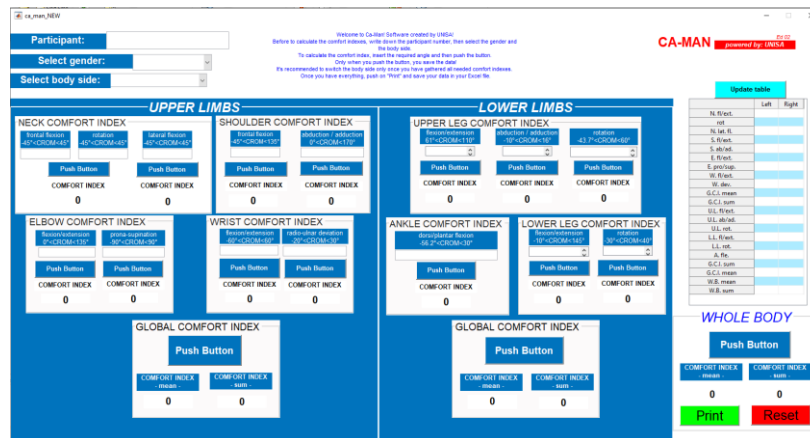 ca_man_NEW
Participant:
Select gender:
Select body side:
Welcome to Ca-Man Software created by UNISA!
Before to calculate the comfort indexes, write down the participant number, then select the gender and
the body side.
To calculate the comfort index, insert the required angle and then push the button.
Only when you push the button, you save the data!
It's recommended to switch the body side only once you have gathered all needed comfort indexes.
Once you have everything, push on "Print" and save your data in your Excel file.
CA-MAN
Ed.02
powered by: UNISA
UPPER LIMBS
NECK COMFORT INDEX
frontal flexion
-45°<CROM<45°
rotation
-45°<CROM<45°
lateral flexion
-45°<CROM<45°
Push Button
Push Button
COMFORT INDEX
COMFORT INDEX
0
0
SHOULDER COMFORT INDEX
frontal flexion
-45°<CROM<135°
abduction / adduction
0°<CROM<170°
Push Button
Push Button
COMFORT INDEX
COMFORT INDEX
0
0
ELBOW COMFORT INDEX
flexion/extension
0°<CROM<135°
prona-supination
-90°<CROM<90°
Push Button
Push Button
COMFORT INDEX
COMFORT INDEX
0
0
WRIST COMFORT INDEX
flexion/extension
-60°<CROM<60°
radio-ulnar deviation
-20°<CROM<30°
Push Button
Push Button
COMFORT INDEX
COMFORT INDEX
0
0
GLOBAL COMFORT INDEX
Push Button
COMFORT INDEX
- mean -
COMFORT INDEX
- sum -
0
0
LOWER LIMBS
UPPER LEG COMFORT INDEX
flexion/extension
61°<CROM<110°
abduction / adduction
-10°<CROM<16°
rotation
-43.7°<CROM<60°
Push Button
Push Button
Push Button
COMFORT INDEX
COMFORT INDEX
COMFORT INDEX
0
0
0
ANKLE COMFORT INDEX
dorsi/plantar flexion
-56.2°<CROM<30°
Push Button
COMFORT INDEX
0
LOWER LEG COMFORT INDEX
flexion/extension
-10°<CROM<145°
rotation
-30°<CROM<40°
Push Button
Push Button
COMFORT INDEX
COMFORT INDEX
0
0
GLOBAL COMFORT INDEX
Push Button
COMFORT INDEX
- mean -
COMFORT INDEX
- sum -
0
0
Update table
Left Right
N. fl/ext.
rot
N. lat. fl.
S. fl/ext.
S. ab/ad.
E. fl/ext.
E. pro/sup.
W. fl/ext.
W. dev.
G.C.I. mean
G.C.I. sum
U.L. fl/ext.
U.L. ab/ad.
U.L. rot.
L.L. fl/ext.
L.L. rot.
A. fle.
G.C.I. sum
G.C.I. mean
W.B. mean
W.B. sum
WHOLE BODY
Push Button
COMFORT INDEX
- mean -
COMFORT INDEX
- sum -
0
0
Print
Reset